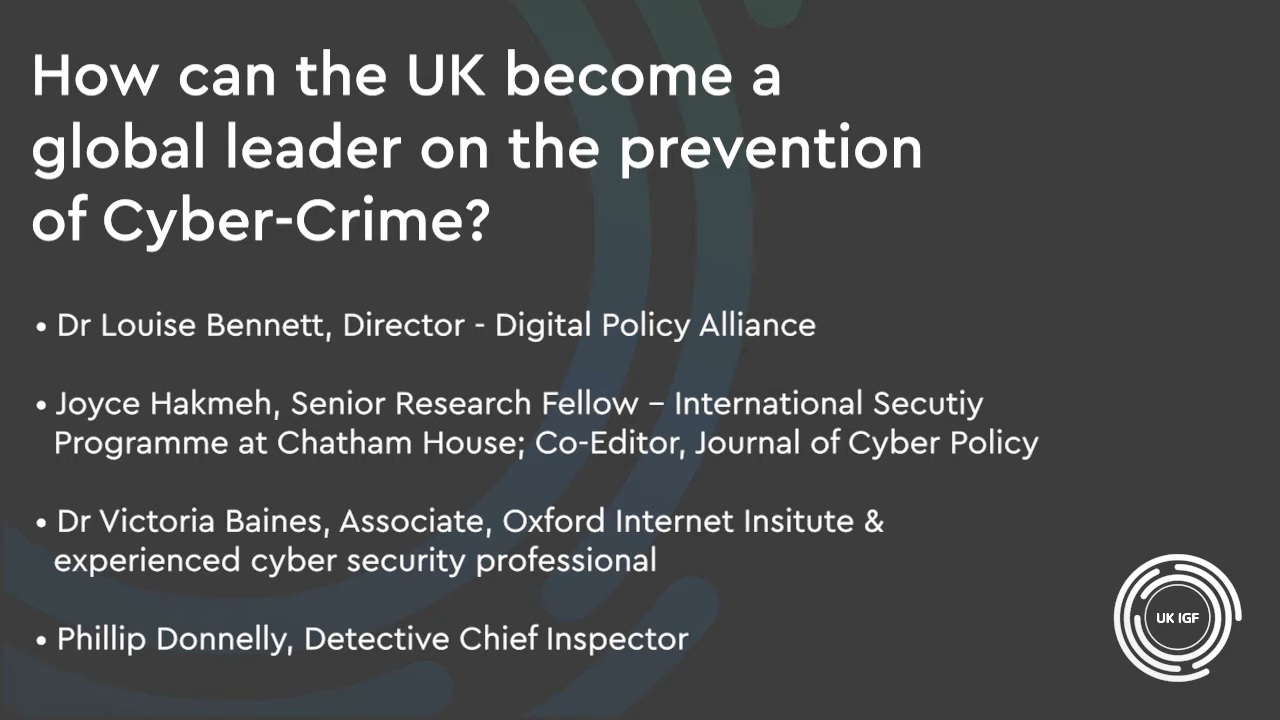 How can the UK become a
global leader on the prevention
of Cyber-Crime?
• Dr Louise Bennett, Director - Digital Policy Alliance
• Joyce Hakmeh, Senior Research Fellow – International Secutiy
Programme at Chatham House; Co-Editor, Journal of Cyber Policy
• Dr Victoria Baines, Associate, Oxford Internet Insitute &
experienced cyber security professional
• Phillip Donnelly, Detective Chief Inspector
UK IGF